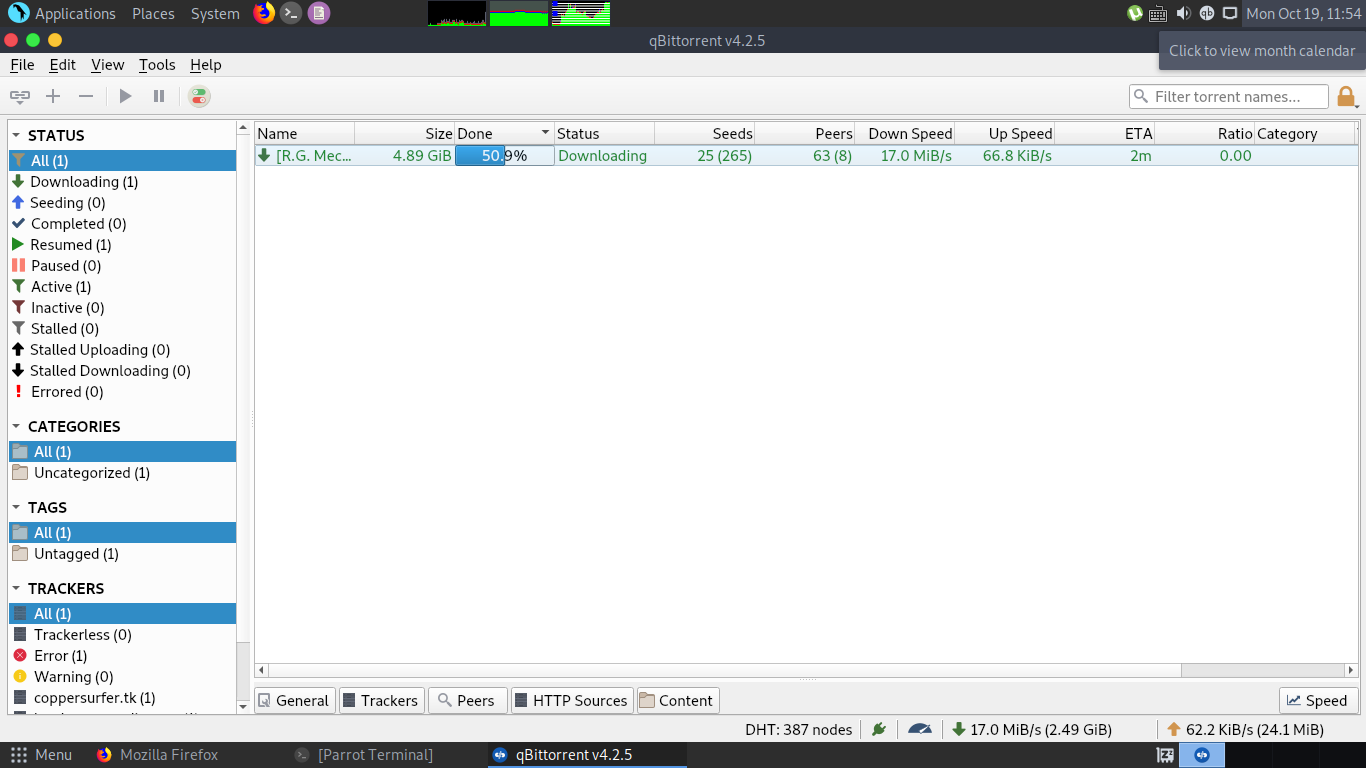 Applications Places System Mon Oct 19, 11:54
qBittorrent v4.2.5
Click to view month calendar
File Edit View Tools Help
Filter torrent names...
STATUS
All (1)
Downloading (1)
Seeding (0)
Completed (0)
Resumed (1)
Paused (0)
Active (1)
Inactive (0)
Stalled (0)
Stalled Uploading (0)
Stalled Downloading (0)
Errored (0)
CATEGORIES
All (1)
Uncategorized (1)
TAGS
All (1)
Untagged (1)
TRACKERS
All (1)
Trackerless (0)
Error (1)
Warning (0)
coppersurfer.tk (1)
Name Size Done Status Seeds Peers Down Speed Up Speed ETA Ratio Category
[R.G. Mec... 4.89 GiB 50.9% Downloading 25 (265) 63 (8) 17.0 MiB/s 66.8 KiB/s 2m 0.00
General Trackers Peers HTTP Sources Content Speed
DHT: 387 nodes 17.0 MiB/s (2.49 GiB) 62.2 KiB/s (24.1 MiB)
Menu Mozilla Firefox [Parrot Terminal] qBittorrent v4.2.5